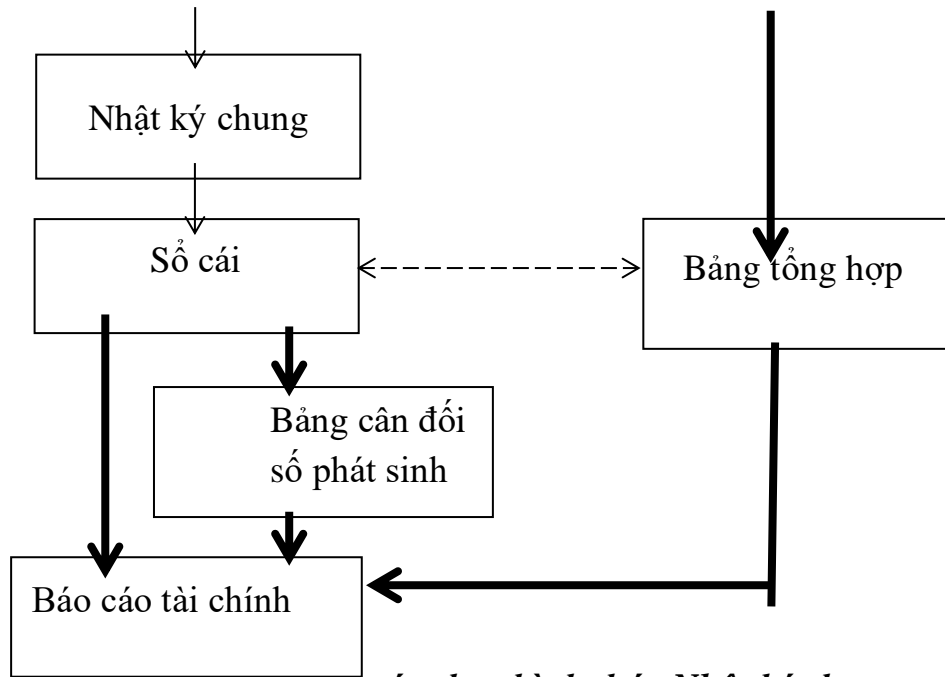 Nhật ký chung
Sổ cái
Bảng tổng hợp
Bảng cân đối
số phát sinh
Báo cáo tài chính